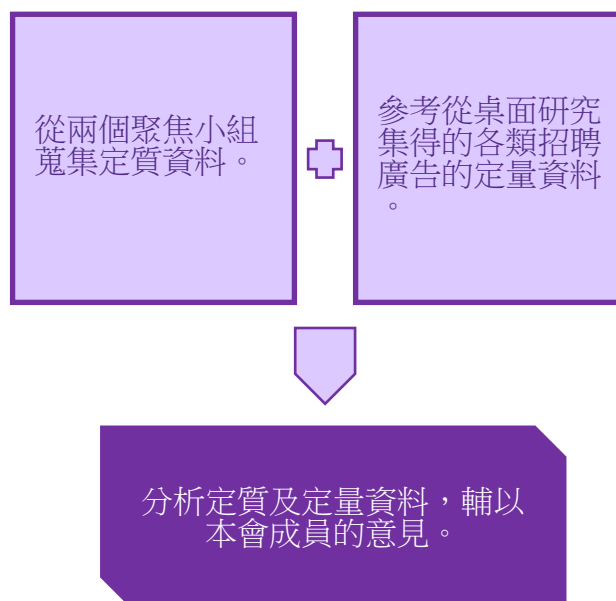 從兩個聚焦小組
蒐集定質資料。
參考從桌面研究
集得的各類招聘
廣告的定量資料
。
分析定質及定量資料，輔以
本會成員的意見。